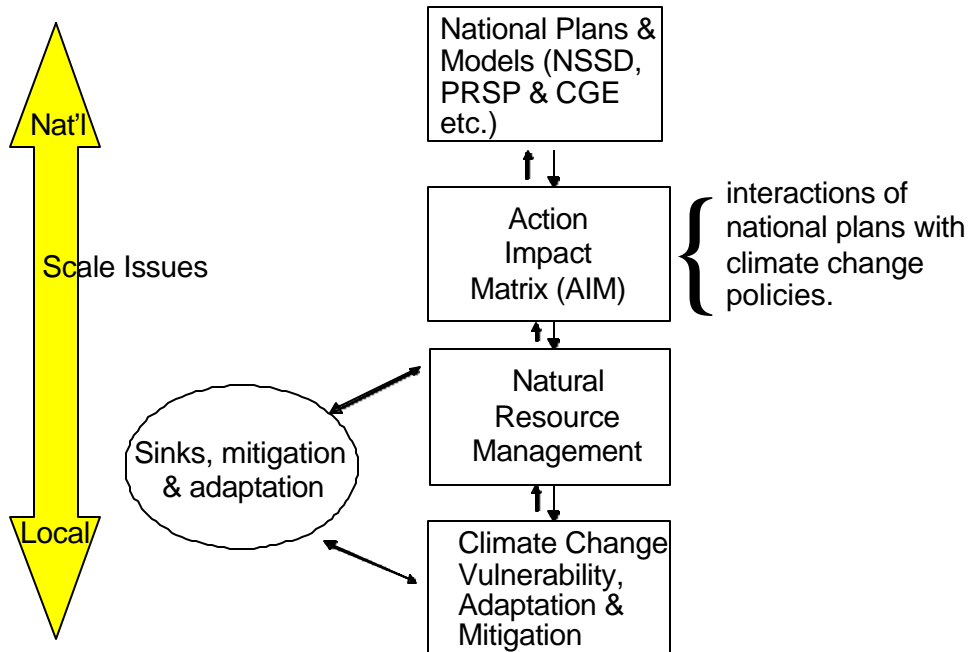 National Plans &
Models (NSSD,
PRSP & CGE
etc.)
Nat'l
Action
Impact
Matrix (AIM)
interactions of
national plans with
climate change
policies.
Scale Issues
Natural
Resource
Management
Sinks, mitigation
& adaptation
Local
Climate Change
Vulnerability,
Adaptation &
Mitigation